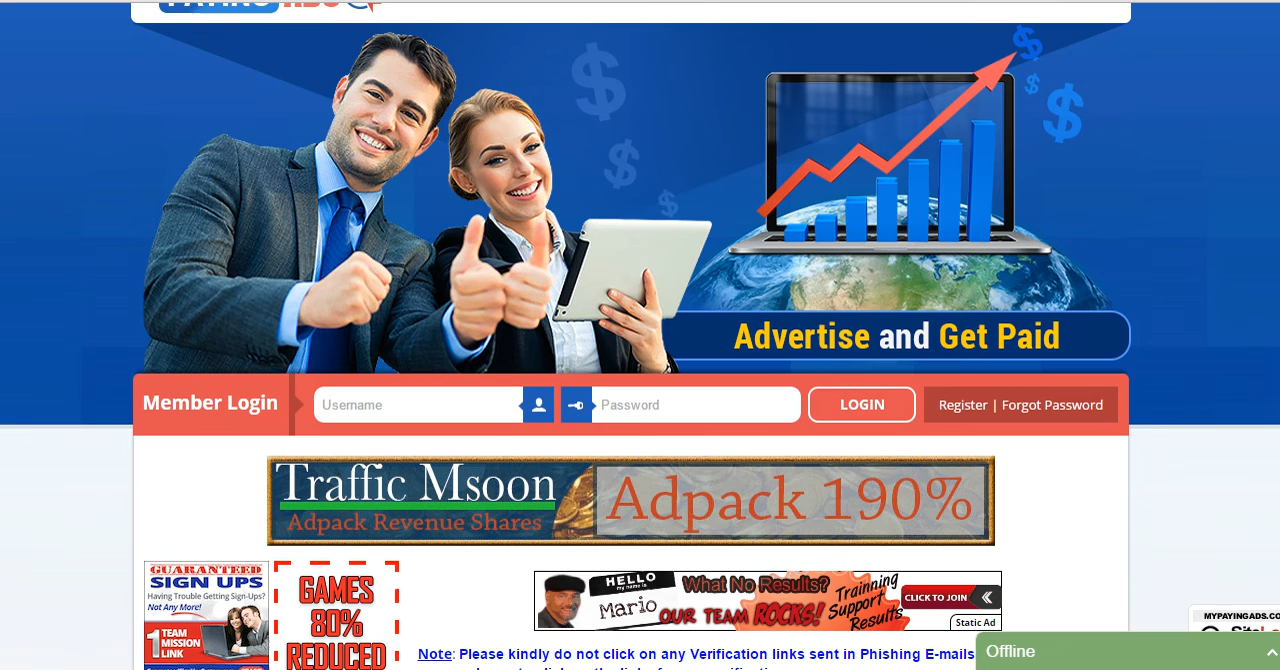 Advertise and Get Paid
Member Login
Username
Password
LOGIN
Register | Forgot Password
Traffic Msoon
Adpack Revenue Shares
Adpack 190%
GUARANTEED
SIGN UPS
Having Trouble Getting Sign-Ups?
Not Any More!
1 TEAM
MISSION
LINK
GAMES
80%
REDUCED
HELLO
my name is
Mario
What No Results?
OUR TEAM ROCKS!
Trainning
Support
Results
CLICK TO JOIN
Static Ad
Note: Please kindly do not click on any Verification links sent in Phishing E-mails
MYPAYINGADS.CO
Offline